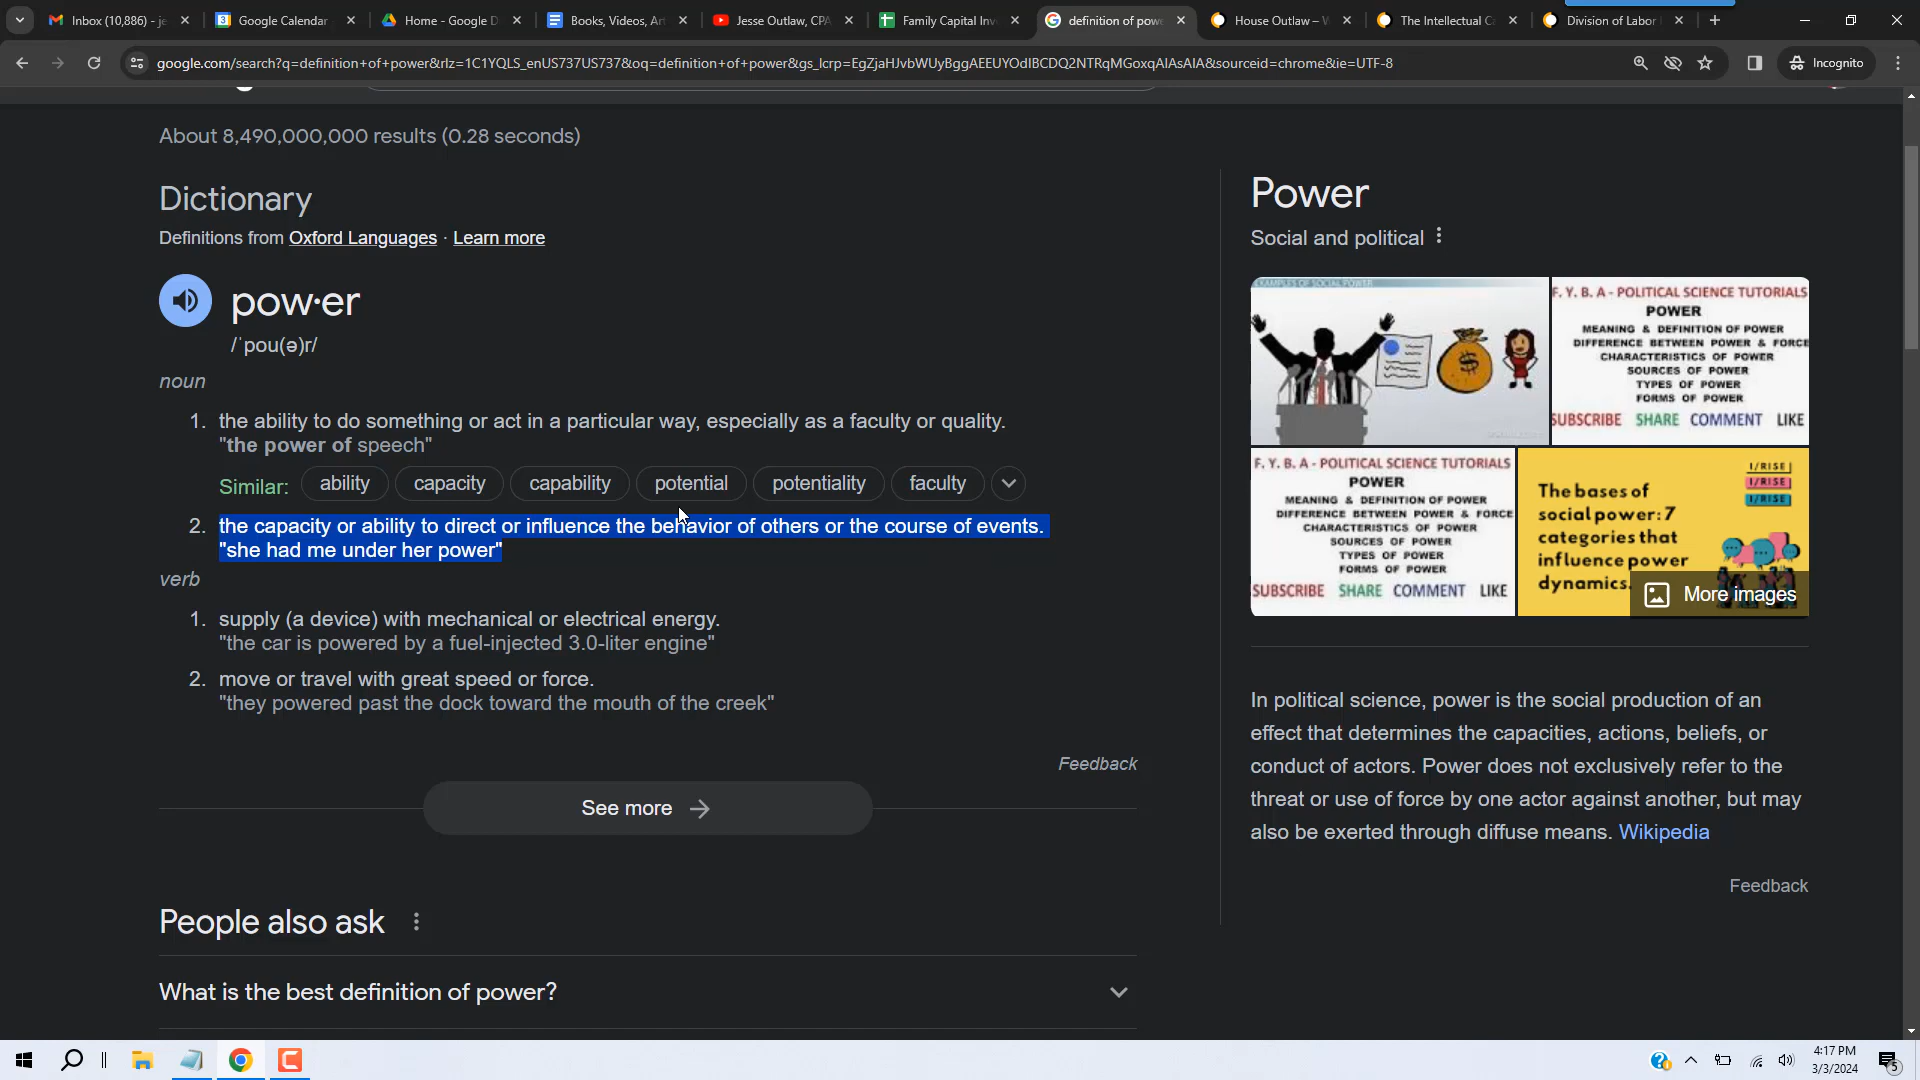 Inbox (10,886) - je
Google Calendar
Home - Google D
Books, Videos, Art
Jesse Outlaw, CPA
Family Capital Inv
definition of powe
House Outlaw – W
The Intellectual C
Division of Labor
google.com/search?q=definition+of+power&rlz=1C1YQLS_enUS737US737&oq=definition+of+power&gs_lcrp=EgZjaHJvbWUyBggAEEUYOdIBCDQ2NTRqMGoxqAIAsAIA&sourceid=chrome&ie=UTF-8
Incognito
About 8,490,000,000 results (0.28 seconds)
Dictionary
Definitions from Oxford Languages · Learn more
pow·er
/ˈpou(ə)r/
noun
1. the ability to do something or act in a particular way, especially as a faculty or quality.
"the power of speech"
Similar: ability capacity capability potential potentiality faculty
2. the capacity or ability to direct or influence the behavior of others or the course of events.
"she had me under her power"
verb
1. supply (a device) with mechanical or electrical energy.
"the car is powered by a fuel-injected 3.0-liter engine"
2. move or travel with great speed or force.
"they powered past the dock toward the mouth of the creek"
Feedback
See more
People also ask
What is the best definition of power?
Power
Social and political
EXAMPLES OF SOCIAL POWER
F. Y. B. A - POLITICAL SCIENCE TUTORIALS
POWER
MEANING & DEFINITION OF POWER
DIFFERENCE BETWEEN POWER & FORCE
CHARACTERISTICS OF POWER
SOURCES OF POWER
TYPES OF POWER
FORMS OF POWER
SUBSCRIBE SHARE COMMENT LIKE
F. Y. B. A - POLITICAL SCIENCE TUTORIALS
POWER
MEANING & DEFINITION OF POWER
DIFFERENCE BETWEEN POWER & FORCE
CHARACTERISTICS OF POWER
SOURCES OF POWER
TYPES OF POWER
FORMS OF POWER
SUBSCRIBE SHARE COMMENT LIKE
The bases of
social power: 7
categories that
influence power
dynamics.
I/RISE
I/RISE
I/RISE
More images
In political science, power is the social production of an
effect that determines the capacities, actions, beliefs, or
conduct of actors. Power does not exclusively refer to the
threat or use of force by one actor against another, but may
also be exerted through diffuse means. Wikipedia
Feedback
4:17 PM
3/3/2024
5